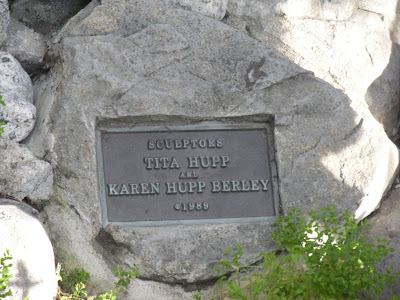 SCULPTORS
TITA HUPP
AND
KAREN HUPP BERLEY
©1989